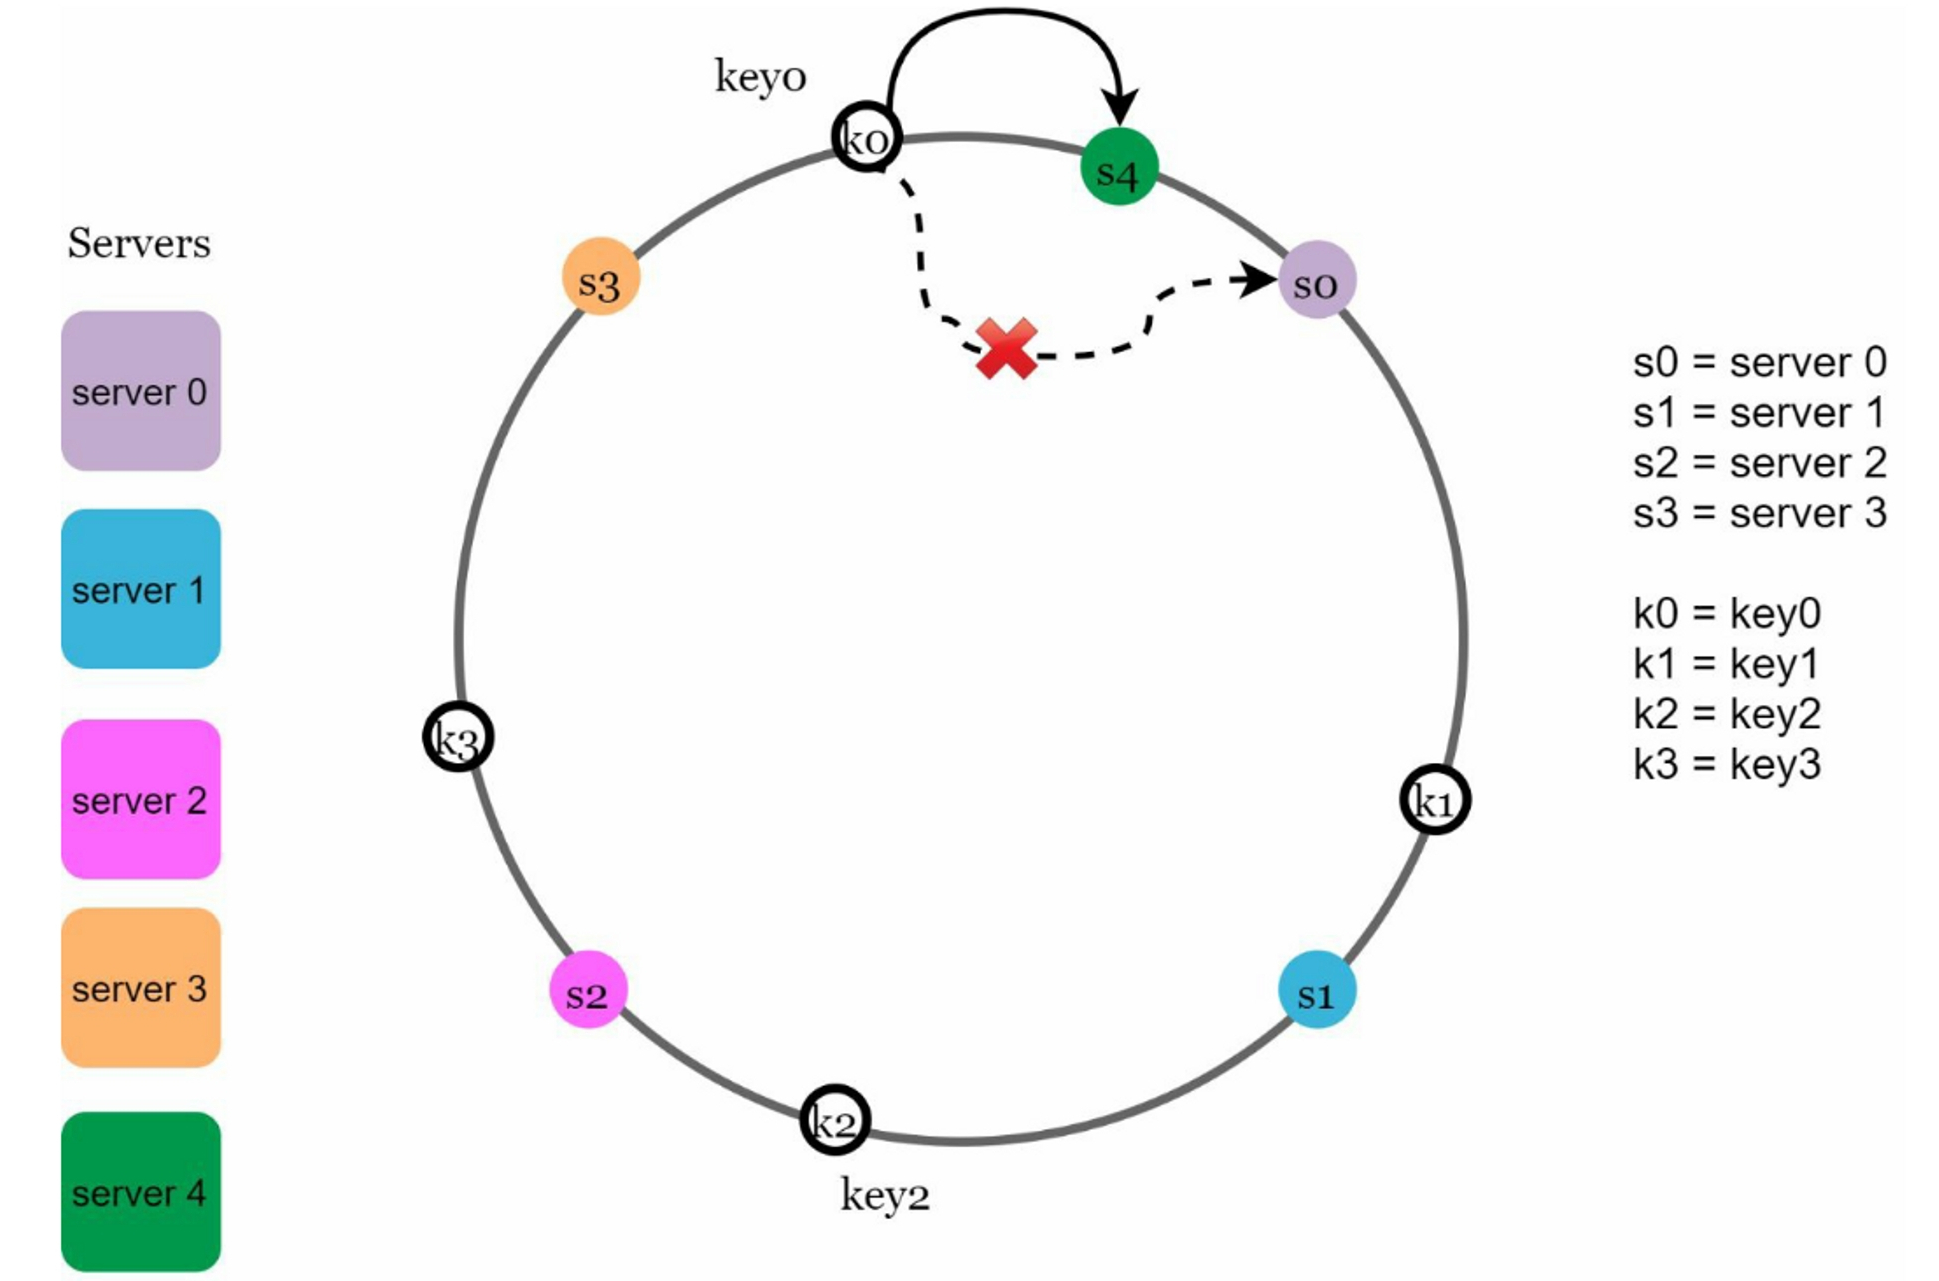 key0
k0
s4
Servers
s3
s0
server 0
s0 = server 0
s1 = server 1
s2 = server 2
s3 = server 3
server 1
k0 = key0
k1 = key1
k2 = key2
k3 = key3
k3
k1
server 2
server 3
s2
s1
k2
key2
server 4